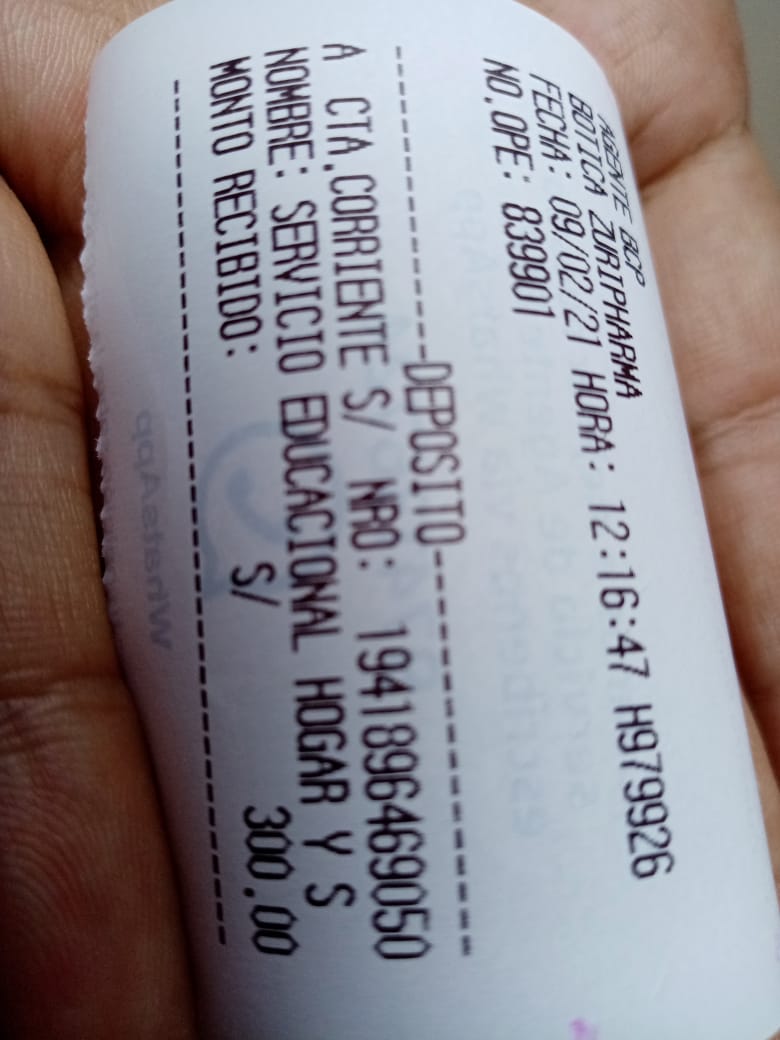 AGENTE BCP
BOTICA ZURIPHARMA
FECHA: 09/02/21 HORA: 12:16:47 H979926
NO.OPE: 839901
--------------------DEPOSITO--------------------
A CTA.CORRIENTE S/ NRO: 1941896469050
NOMBRE: SERVICIO EDUCACIONAL HOGAR Y S
MONTO RECIBIDO: S/ 300.00
------------------------------------------------
WhatsApp